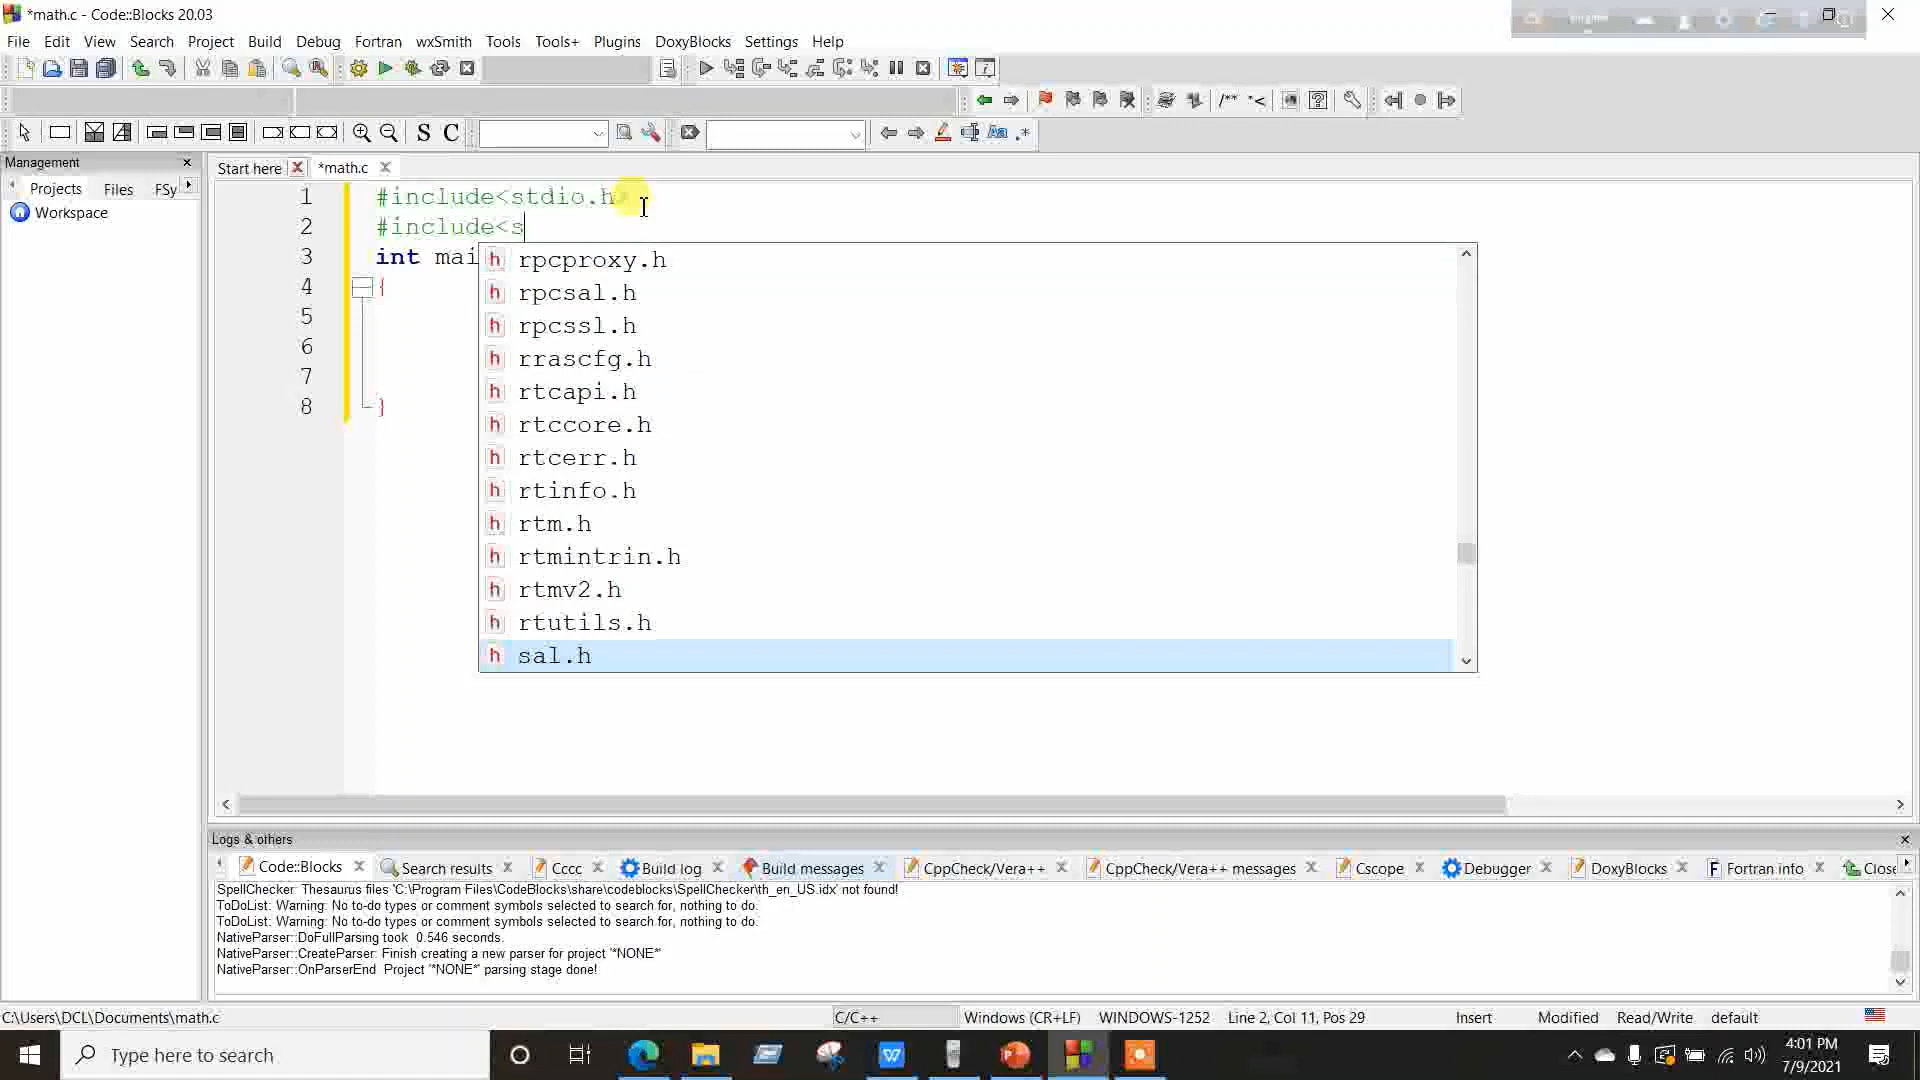 *math.c - Code::Blocks 20.03
File Edit View Search Project Build Debug Fortran wxSmith Tools Tools+ Plugins DoxyBlocks Settings Help
/** *<
S C
Aa .*
Management
Start here *math.c
Projects Files FSy
Workspace
1 #include<stdio.h>
2 #include<s
3 int mai
4 {
5
6
7
8 }
h rpcproxy.h
h rpcsal.h
h rpcssl.h
h rrascfg.h
h rtcapi.h
h rtccore.h
h rtcerr.h
h rtinfo.h
h rtm.h
h rtmintrin.h
h rtmv2.h
h rtutils.h
h sal.h
Logs & others
Code::Blocks Search results Cccc Build log Build messages CppCheck/Vera++ CppCheck/Vera++ messages Cscope Debugger DoxyBlocks F Fortran info Close
SpellChecker: Thesaurus files 'C:\Program Files\CodeBlocks\share\codeblocks\SpellChecker\th_en_US.idx' not found!
ToDoList: Warning: No to-do types or comment symbols selected to search for, nothing to do.
ToDoList: Warning: No to-do types or comment symbols selected to search for, nothing to do.
NativeParser::DoFullParsing took 0.546 seconds.
NativeParser::CreateParser: Finish creating a new parser for project '*NONE*'
NativeParser::OnParserEnd Project '*NONE*' parsing stage done!
C:\Users\DCL\Documents\math.c C/C++ Windows (CR+LF) WINDOWS-1252 Line 2, Col 11, Pos 29 Insert Modified Read/Write default
Type here to search
4:01 PM
7/9/2021